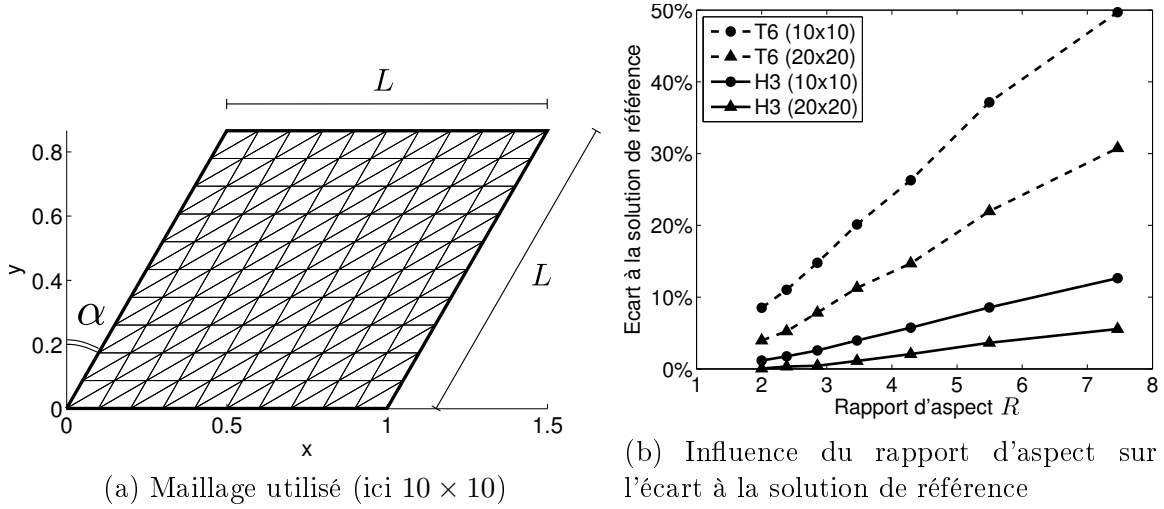 L
L
α
y
0.8
0.6
0.4
0.2
0
0 0.5 1 1.5
x
(a) Maillage utilisé (ici 10 × 10)
T6 (10x10)
T6 (20x20)
H3 (10x10)
H3 (20x20)
Ecart à la solution de référence
50%
40%
30%
20%
10%
0%
1 2 3 4 5 6 7 8
Rapport d'aspect R
(b) Influence du rapport d'aspect sur
l'écart à la solution de référence